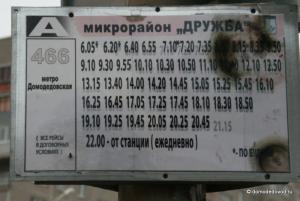 А микрорайон „ДРУЖБА"
466
метро
Домодедовская
6.05* 6.20* 6.40 6.55 7.10* 7.20 7.35
9.10 9.30 9.55 10.10 10.30 10.50 12.10 12.50
13.15 13.40 14.00 14.20 14.45 15.05 15.25 15.45 16.10
16.25 16.45 17.05 17.25 17.45 18.10 18.30 18.50
19.10 19.25 19.45 20.05 20.25 20.45 21.15
( ВСЕ РЕЙСЫ
В ДОГОВОРНЫХ
УСЛОВИЯХ )
22.00 - от станции ( ежедневно )
© domodedovod.ru